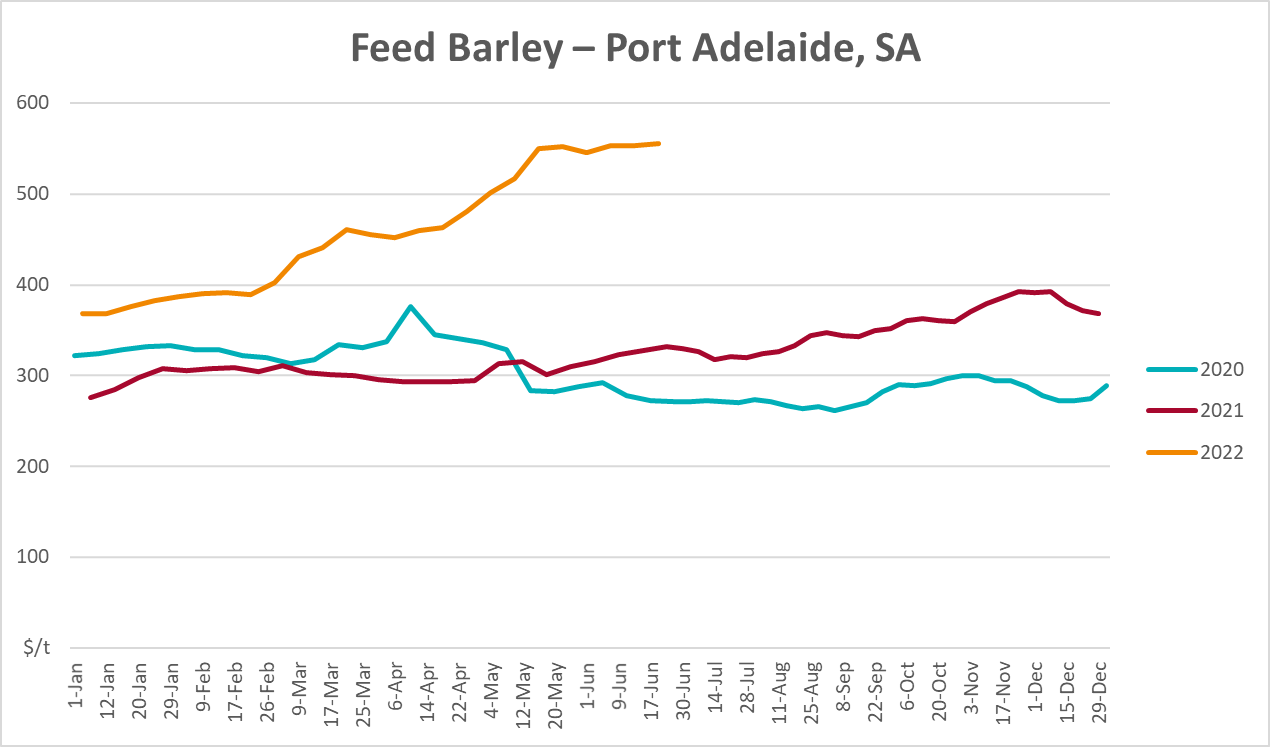 Feed Barley – Port Adelaide, SA
600
500
400
300
200
100
$/t
1-Jan
12-Jan
20-Jan
29-Jan
9-Feb
17-Feb
26-Feb
9-Mar
17-Mar
25-Mar
6-Apr
14-Apr
22-Apr
4-May
12-May
20-May
1-Jun
9-Jun
17-Jun
30-Jun
14-Jul
28-Jul
11-Aug
25-Aug
8-Sep
22-Sep
6-Oct
20-Oct
3-Nov
17-Nov
1-Dec
15-Dec
29-Dec
2020
2021
2022